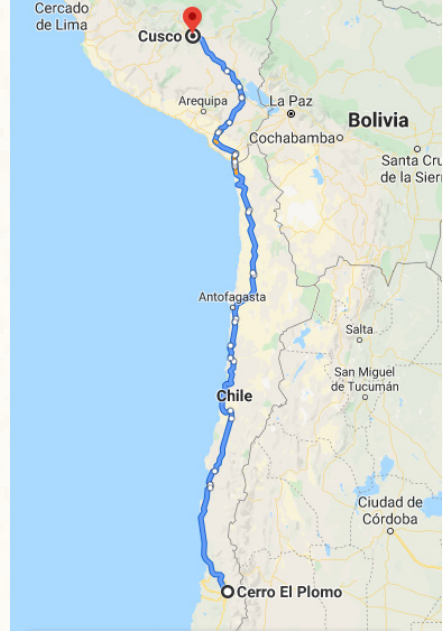 Cercado
de Lima
Cusco
Arequipa
La Paz
Bolivia
Cochabamba
Santa Cru
de la Sierr
Antofagasta
Salta
San Miguel
de Tucumán
Chile
Ciudad de
Córdoba
Cerro El Plomo